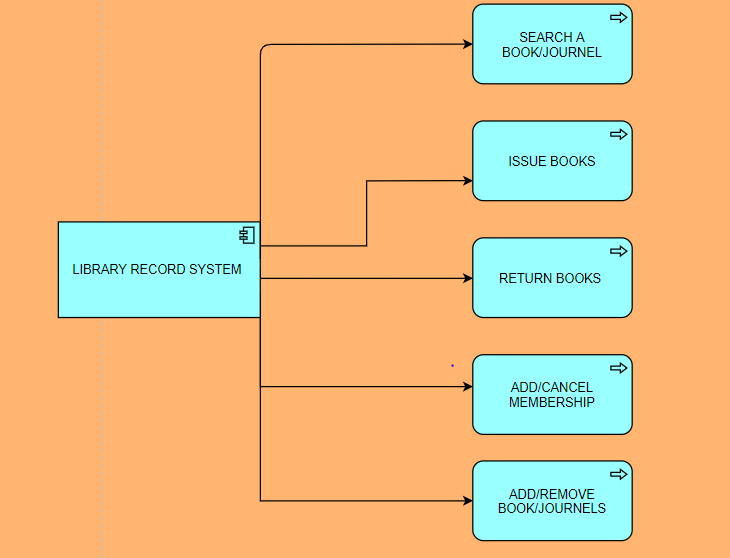 SEARCH A
BOOK/JOURNEL
ISSUE BOOKS
LIBRARY RECORD SYSTEM
RETURN BOOKS
ADD/CANCEL
MEMBERSHIP
ADD/REMOVE
BOOK/JOURNELS